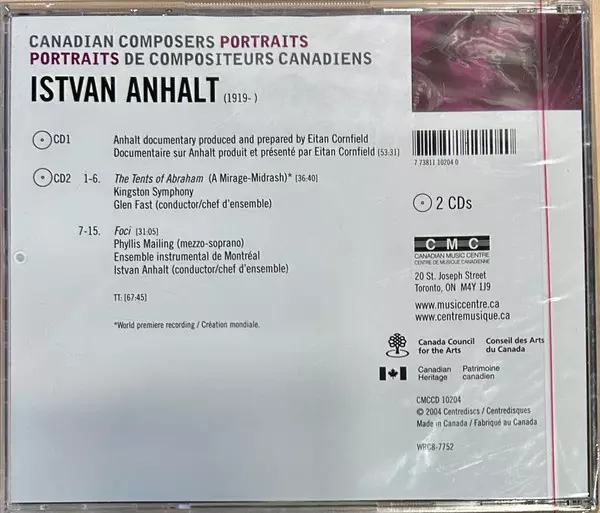 CANADIAN COMPOSERS PORTRAITS
PORTRAITS DE COMPOSITEURS CANADIENS
ISTVAN ANHALT (1919- )
CD1 Anhalt documentary produced and prepared by Eitan Cornfield
Documentaire sur Anhalt produit et présenté par Eitan Cornfield [53:31]
CD2 1-6. The Tents of Abraham (A Mirage-Midrash)* [36:40]
Kingston Symphony
Glen Fast (conductor/chef d'ensemble)
7-15. Foci [31:05]
Phyllis Mailing (mezzo-soprano)
Ensemble instrumental de Montréal
Istvan Anhalt (conductor/chef d'ensemble)
TT: [67:45]
*World premiere recording / Création mondiale.
7 73811 10204 0
2 CDs
CMC
CANADIAN MUSIC CENTRE
CENTRE DE MUSIQUE CANADIENNE
20 St. Joseph Street
Toronto, ON M4Y 1J9
www.musiccentre.ca
www.centremusique.ca
Canada Council for the Arts
Conseil des Arts du Canada
Canadian Heritage
Patrimoine canadien
CMCCD 10204
© 2004 Centrediscs / Centredisques
Made in Canada / Fabriqué au Canada
WRC8-7752